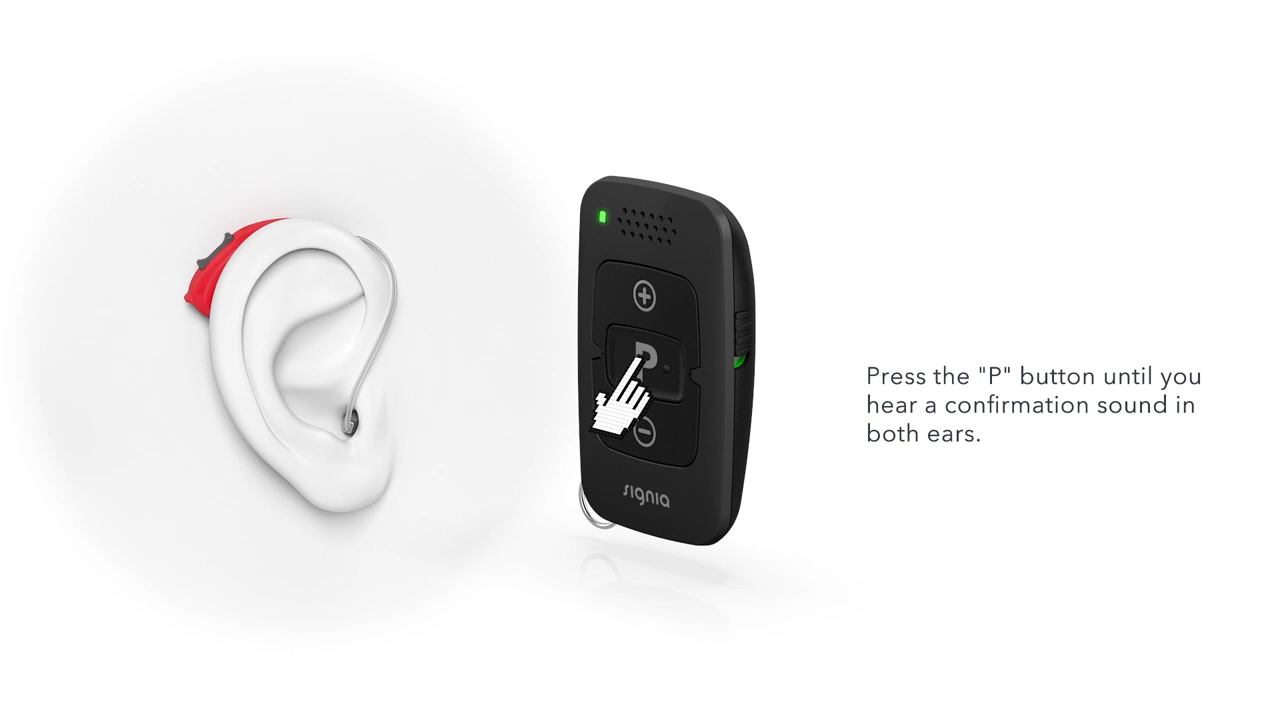 P
signia
Press the "P" button until you
hear a confirmation sound in
both ears.